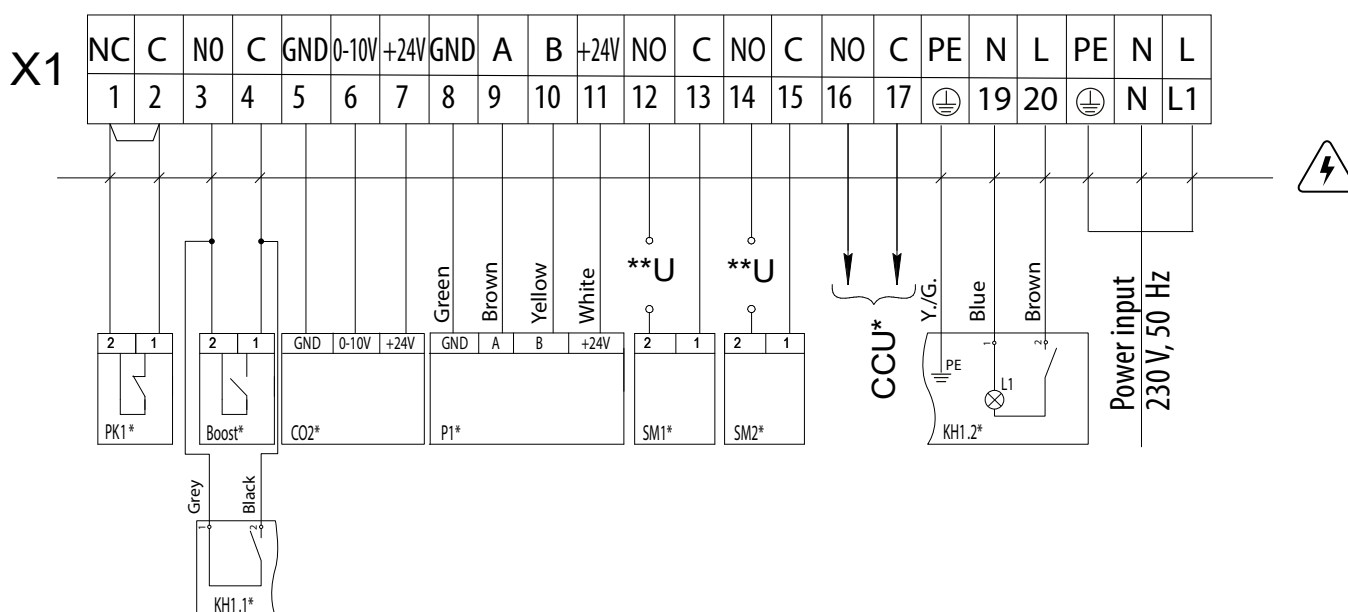 X1
NC C NO C GND 0-10V +24V GND A B +24V NO C NO C NO C PE N L PE N L
1 2 3 4 5 6 7 8 9 10 11 12 13 14 15 16 17 19 20 N L1
**U **U
Green Brown Yellow White Y./G. Blue Brown
CCU*
Power input
230 V, 50 Hz
2 1 2 1 GND 0-10V +24V GND A B +24V 2 1 2 1 1 2
PE L1
PK1* Boost* CO2* P1* SM1* SM2* KH1.2*
Grey Black
1 2
KH1.1*